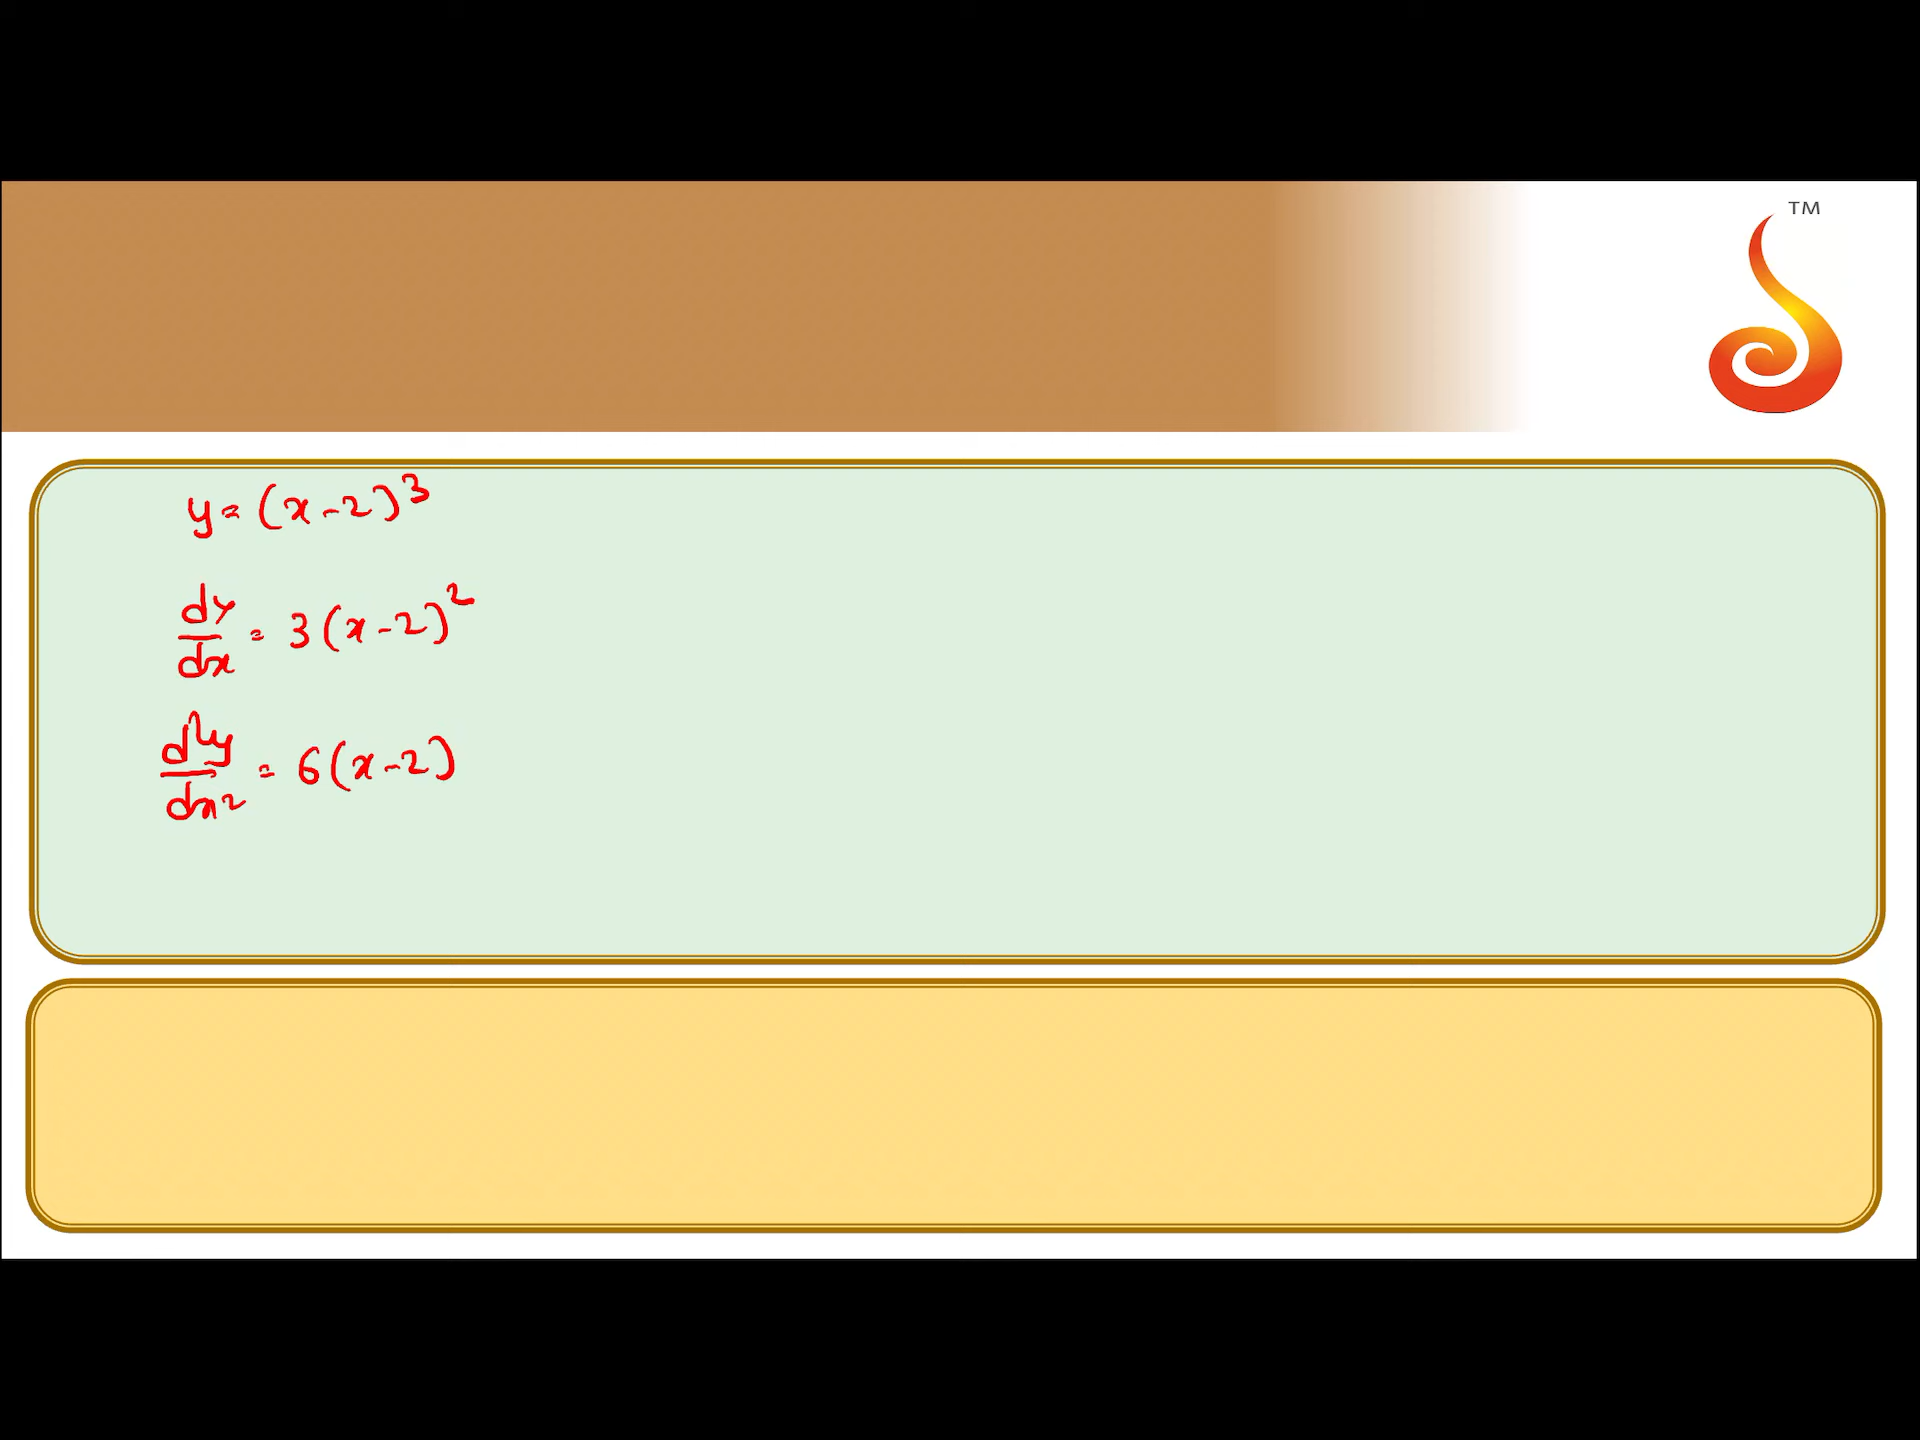 TM
y = (x-2)³
dy/dx = 3(x-2)²
d²y/dx² = 6(x-2)